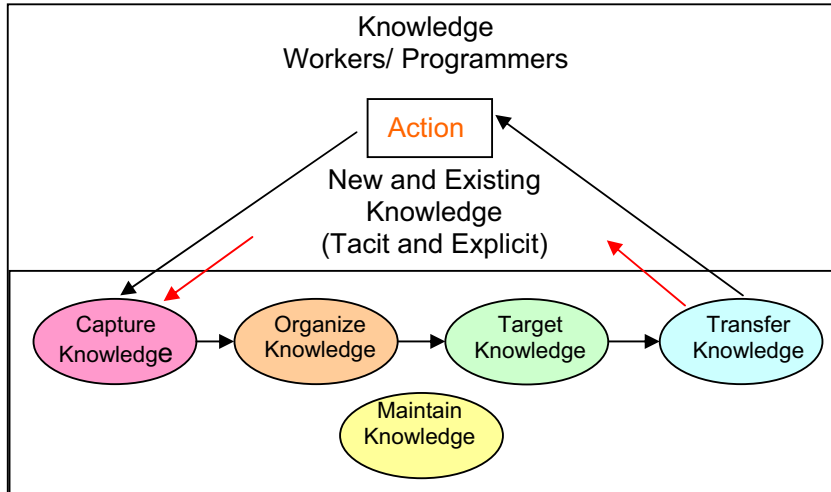 Knowledge
Workers/ Programmers
Action
New and Existing
Knowledge
(Tacit and Explicit)
Capture
Knowledge
Organize
Knowledge
Target
Knowledge
Transfer
Knowledge
Maintain
Knowledge